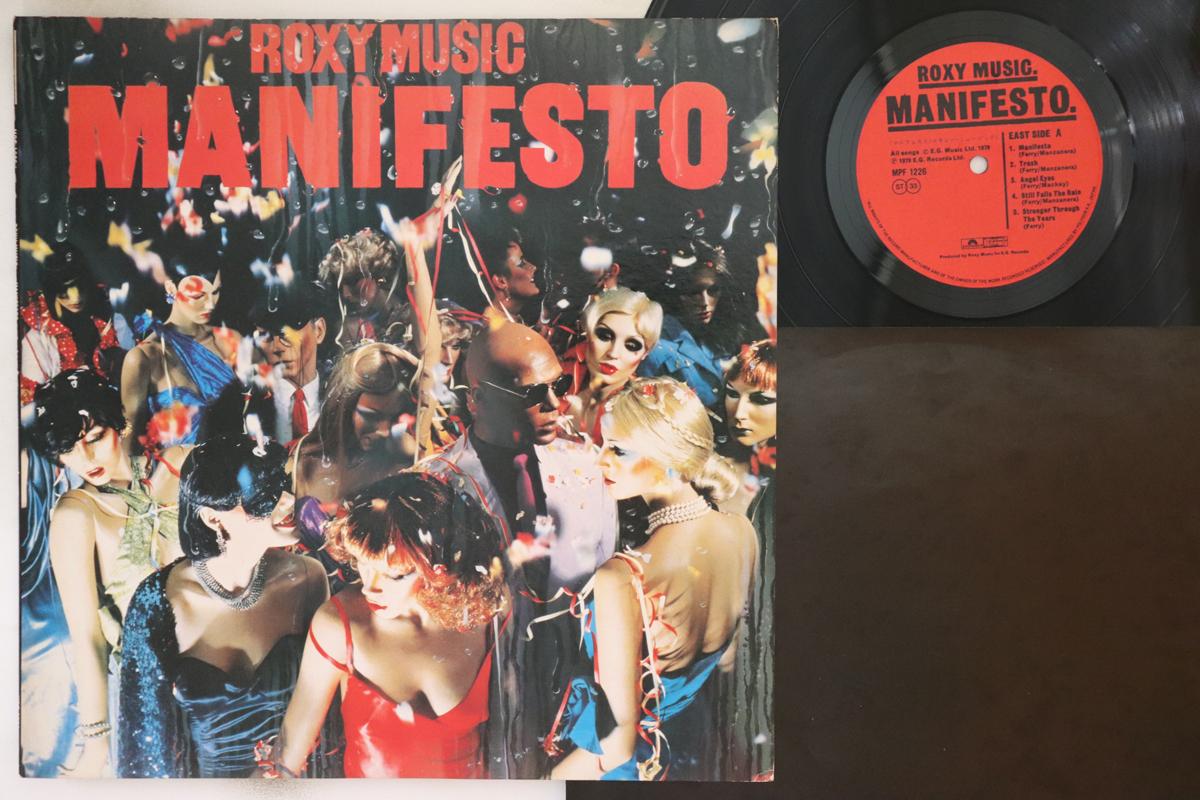 ROXY MUSIC
MANIFESTO
ROXY MUSIC.
MANIFESTO.
EAST SIDE A
All songs © E.G. Music Ltd. 1979
℗ 1979 E.G. Records Ltd.
MPF 1226
ST 33
1. Manifesto
(Ferry/Manzanera)
2. Trash
(Ferry/Manzanera)
3. Angel Eyes
(Ferry/Mackay)
4. Still Falls The Rain
(Ferry/Manzanera)
5. Stronger Through
The Years
(Ferry)
Produced by Roxy Music for E.G. Records